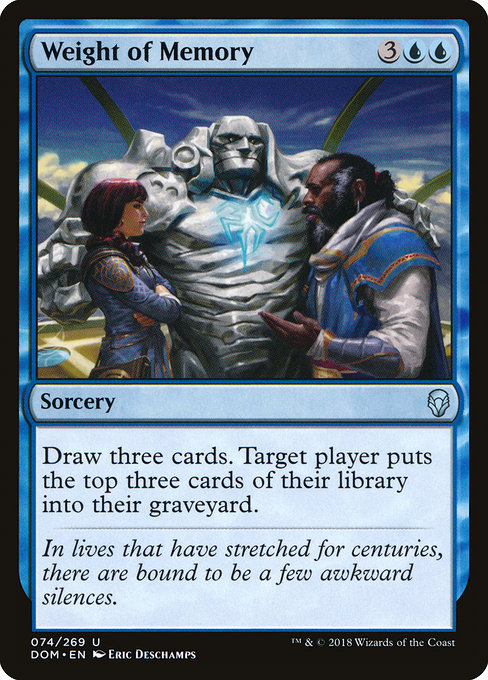 Weight of Memory 3
Sorcery
Draw three cards. Target player puts
the top three cards of their library
into their graveyard.
In lives that have stretched for centuries,
there are bound to be a few awkward
silences.
074/269 U
DOM • EN Eric Deschamps
™ & © 2018 Wizards of the Coast